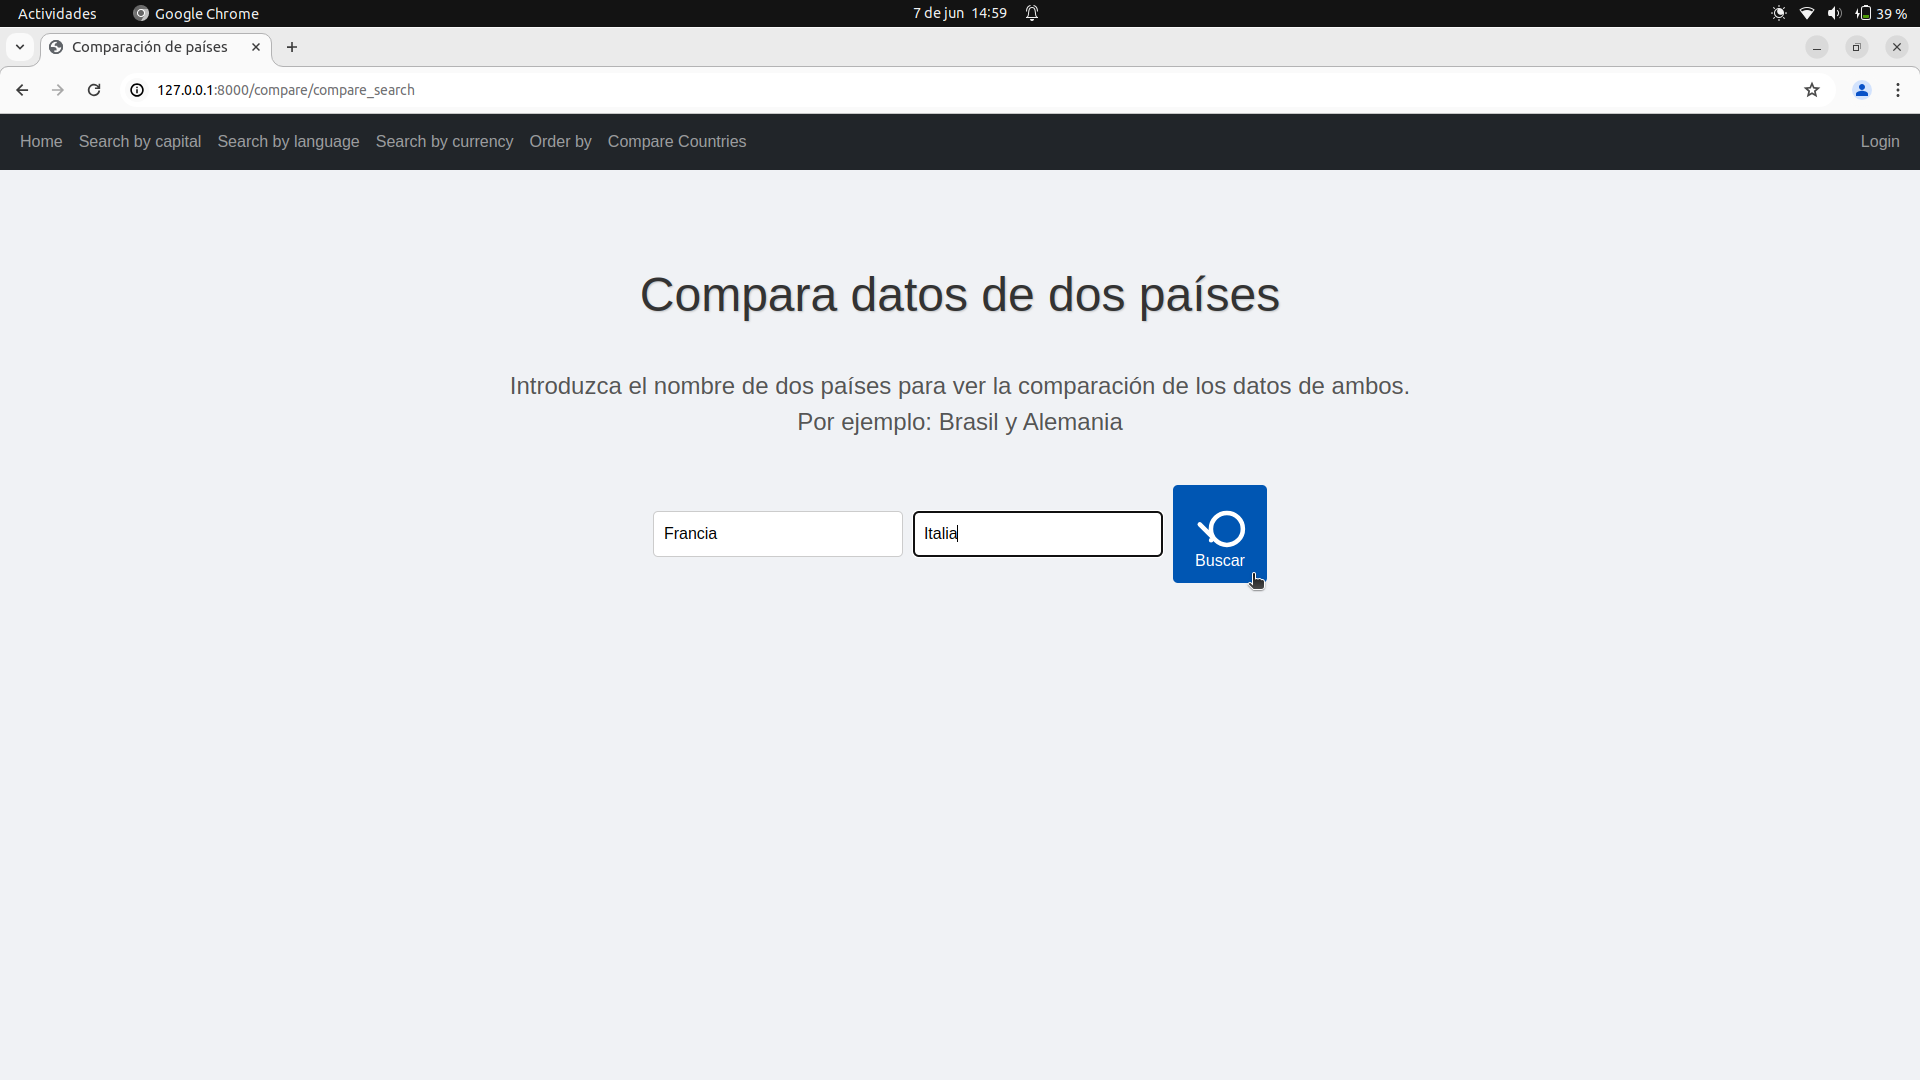 Actividades Google Chrome 7 de jun 14:59 39 %
Comparación de países
127.0.0.1:8000/compare/compare_search
Home Search by capital Search by language Search by currency Order by Compare Countries Login
Compara datos de dos países
Introduzca el nombre de dos países para ver la comparación de los datos de ambos.
Por ejemplo: Brasil y Alemania
Francia Italia Buscar